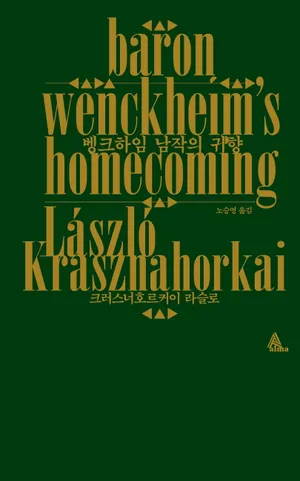 baron
wenckheim's
벵크하임 남작의 귀향
homecoming
노승영 옮김
László
Krasznahorkai
크러스너호르커이 라슬로
alma